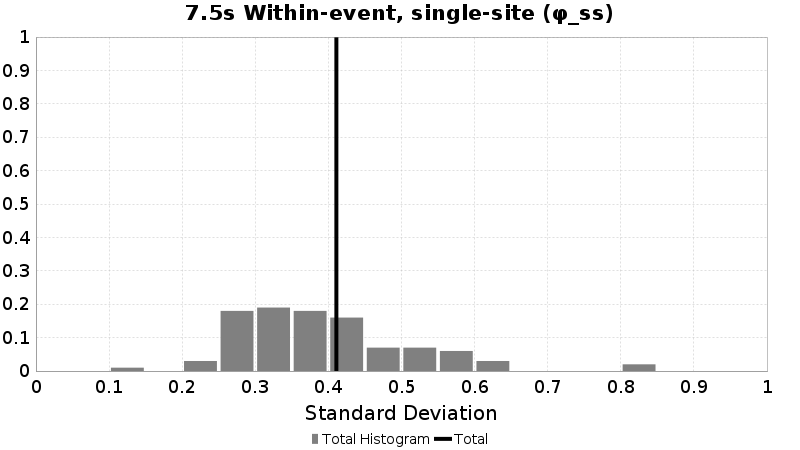 7.5s Within-event, single-site (φ_ss)
1
0.9
0.8
0.7
0.6
0.5
0.4
0.3
0.2
0.1
0
0 0.1 0.2 0.3 0.4 0.5 0.6 0.7 0.8 0.9 1
Standard Deviation
Total Histogram Total